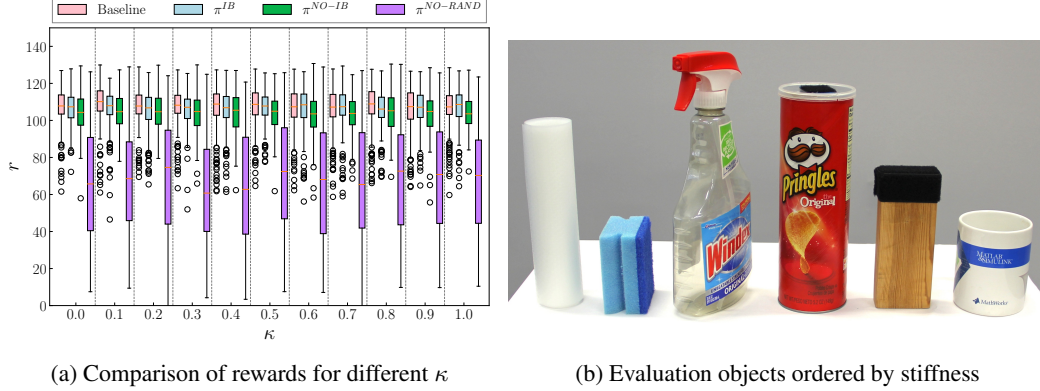 Baseline π^{IB} π^{NO−IB} π^{NO−RAND}
140
120
100
80
60
40
20
0
r
0.0 0.1 0.2 0.3 0.4 0.5 0.6 0.7 0.8 0.9 1.0
κ
Windex
ORIGINAL
Pringles
Original
MATLAB
&SIMULINK
MathWorks
(a) Comparison of rewards for different κ
(b) Evaluation objects ordered by stiffness